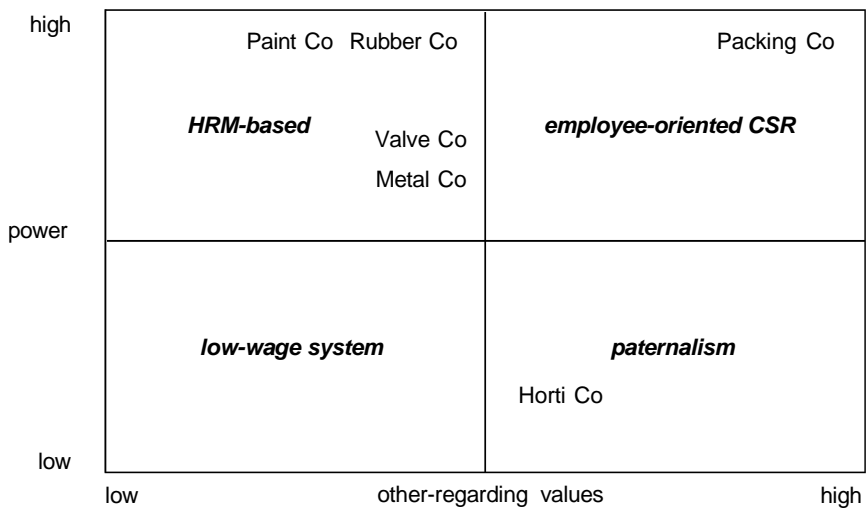 high
Paint Co Rubber Co
Packing Co
HRM-based
employee-oriented CSR
Valve Co
Metal Co
power
low-wage system
paternalism
Horti Co
low
low
other-regarding values
high